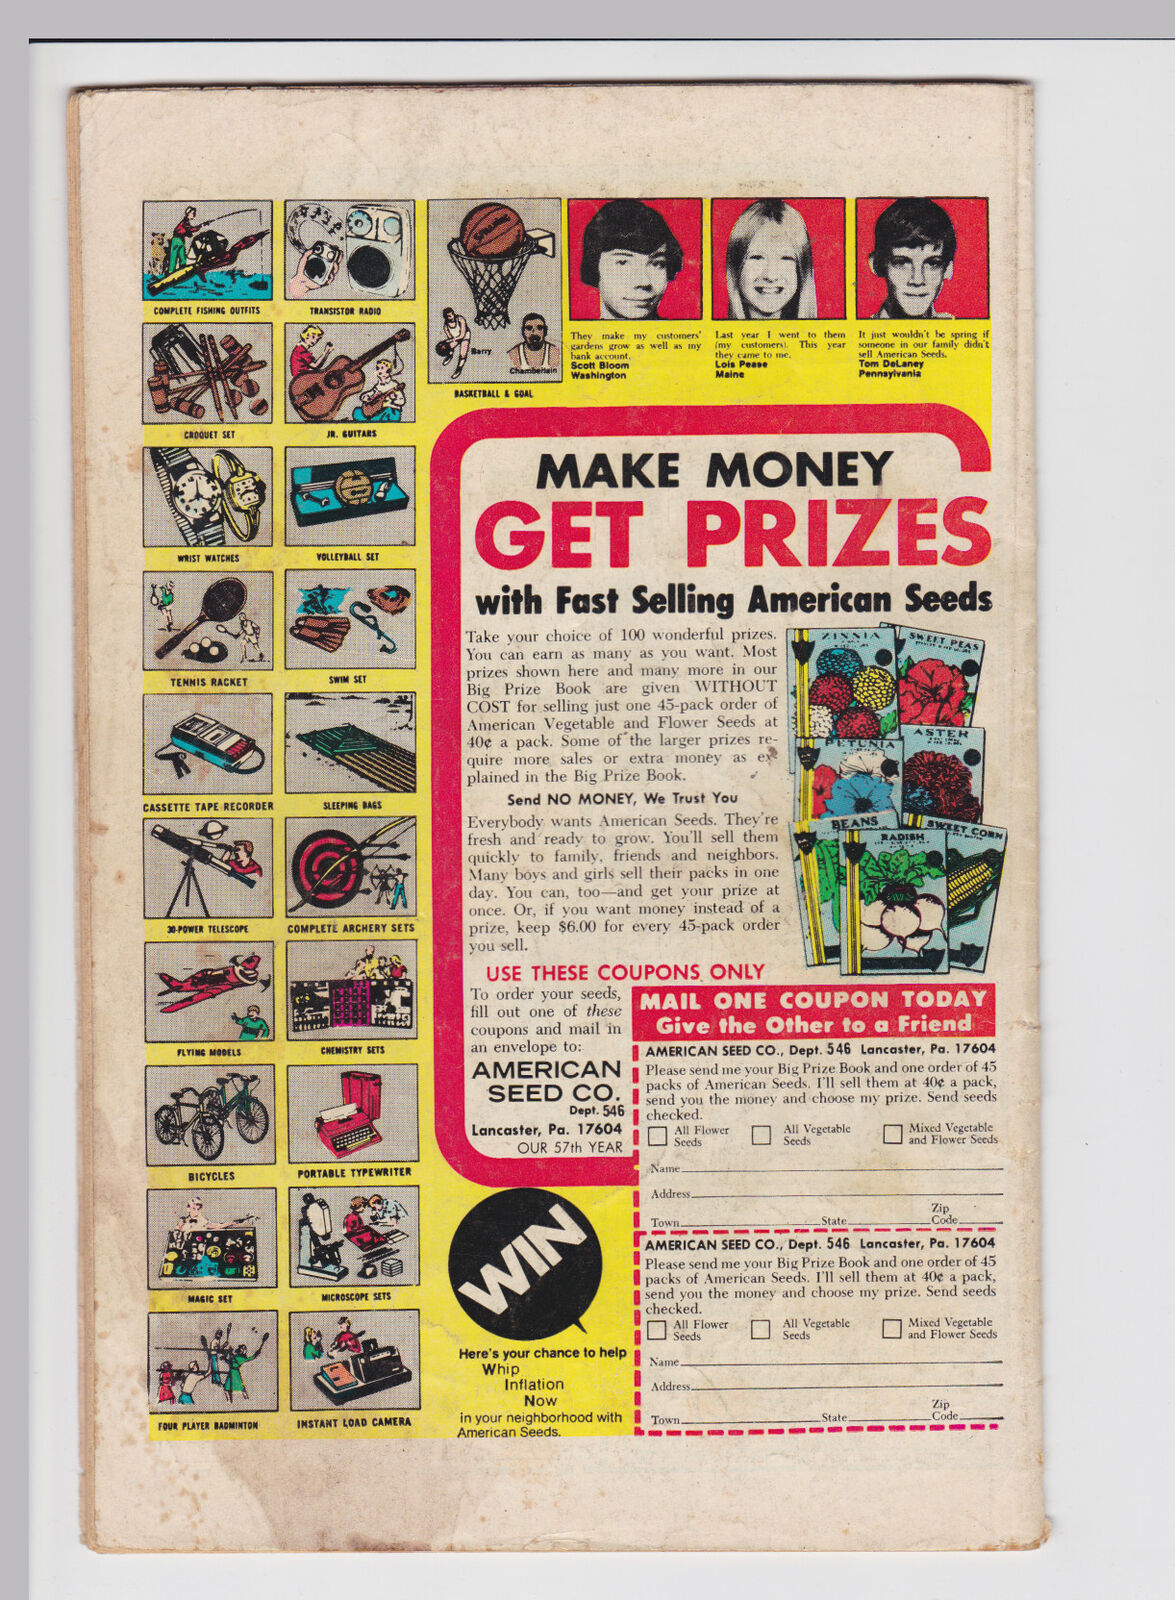 COMPLETE FISHING OUTFITS
TRANSISTOR RADIO
CROQUET SET
JR. GUITARS
WRIST WATCHES
VOLLEYBALL SET
TENNIS RACKET
SWIM SET
CASSETTE TAPE RECORDER
SLEEPING BAGS
30-POWER TELESCOPE
COMPLETE ARCHERY SETS
FLYING MODELS
CHEMISTRY SETS
BICYCLES
PORTABLE TYPEWRITER
MAGIC SET
MICROSCOPE SETS
FOUR PLAYER BADMINTON
INSTANT LOAD CAMERA
Barry
Chamberlain
BASKETBALL & GOAL
They make my customers'
gardens grow as well as my
bank account.
Scott Bloom
Washington
Last year I went to them
(my customers). This year
they came to me.
Lois Pease
Maine
It just wouldn't be spring if
someone in our family didn't
sell American Seeds.
Tom DeLaney
Pennsylvania
MAKE MONEY
GET PRIZES
with Fast Selling American Seeds
Take your choice of 100 wonderful prizes.
You can earn as many as you want. Most
prizes shown here and many more in our
Big Prize Book are given WITHOUT
COST for selling just one 45-pack order of
American Vegetable and Flower Seeds at
40¢ a pack. Some of the larger prizes re-
quire more sales or extra money as ex-
plained in the Big Prize Book.
Send NO MONEY, We Trust You
Everybody wants American Seeds. They're
fresh and ready to grow. You'll sell them
quickly to family, friends and neighbors.
Many boys and girls sell their packs in one
day. You can, too—and get your prize at
once. Or, if you want money instead of a
prize, keep $6.00 for every 45-pack order
you sell.
ZINNIA
SWEET PEAS
PETUNIA
ASTER
BEANS
RADISH
SWEET CORN
USE THESE COUPONS ONLY
To order your seeds,
fill out one of these
coupons and mail in
an envelope to:
AMERICAN
SEED CO.
Dept. 546
Lancaster, Pa. 17604
OUR 57th YEAR
MAIL ONE COUPON TODAY
Give the Other to a Friend
AMERICAN SEED CO., Dept. 546 Lancaster, Pa. 17604
Please send me your Big Prize Book and one order of 45
packs of American Seeds. I'll sell them at 40¢ a pack,
send you the money and choose my prize. Send seeds
checked.
All Flower Seeds
All Vegetable Seeds
Mixed Vegetable and Flower Seeds
Name
Address
Town State Zip Code
AMERICAN SEED CO., Dept. 546 Lancaster, Pa. 17604
Please send me your Big Prize Book and one order of 45
packs of American Seeds. I'll sell them at 40¢ a pack,
send you the money and choose my prize. Send seeds
checked.
All Flower Seeds
All Vegetable Seeds
Mixed Vegetable and Flower Seeds
Name
Address
Town State Zip Code
WIN
Here's your chance to help
Whip
Inflation
Now
in your neighborhood with
American Seeds.